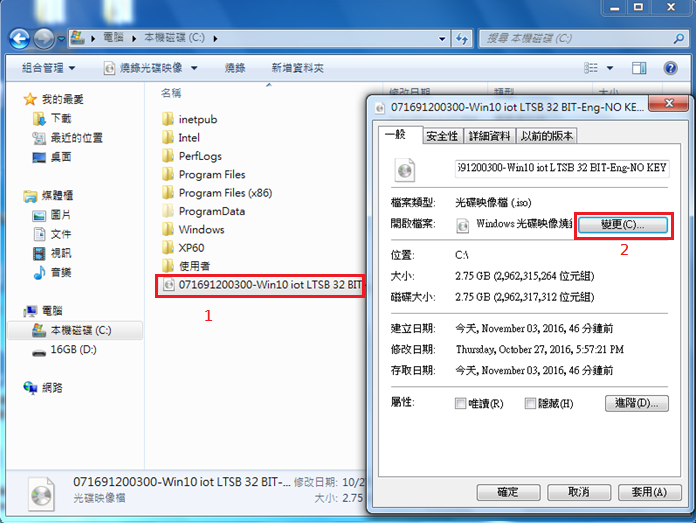 電腦 ▸ 本機磁碟 (C:) ▸
搜尋 本機磁碟 (C:)
組合管理 燒錄光碟映像 燒錄 新增資料夾
我的最愛
下載
最近的位置
桌面
媒體櫃
圖片
文件
視訊
音樂
電腦
本機磁碟 (C:)
16GB (D:)
網路
名稱 修改日期 類型
inetpub
Intel
PerfLogs
Program Files
Program Files (x86)
ProgramData
Windows
XP60
使用者
071691200300-Win10 iot LTSB 32 BIT
1
071691200300-Win10 iot LTSB 32 BIT-... 修改日期: 10/2
光碟映像檔 大小: 2.75
071691200300-Win10 iot LTSB 32 BIT-Eng-NO KE...
一般 安全性 詳細資料 以前的版本
i91200300-Win10 iot LTSB 32 BIT-Eng-NO KEY
檔案類型: 光碟映像檔 (.iso)
開啟檔案: Windows 光碟映像燒 變更(C)...
2
位置: C:\
大小: 2.75 GB (2,962,315,264 位元組)
磁碟大小: 2.75 GB (2,962,317,312 位元組)
建立日期: 今天, November 03, 2016, 46 分鐘前
修改日期: Thursday, October 27, 2016, 5:57:21 PM
存取日期: 今天, November 03, 2016, 46 分鐘前
屬性: 唯讀(R) 隱藏(H) 進階(D)...
確定 取消 套用(A)